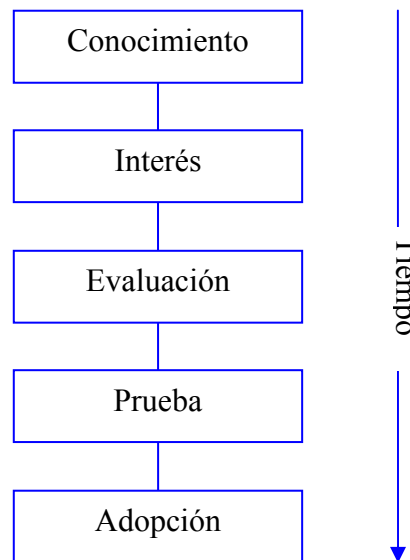 Conocimiento
Interés
Evaluación
Prueba
Adopción
Tiempo